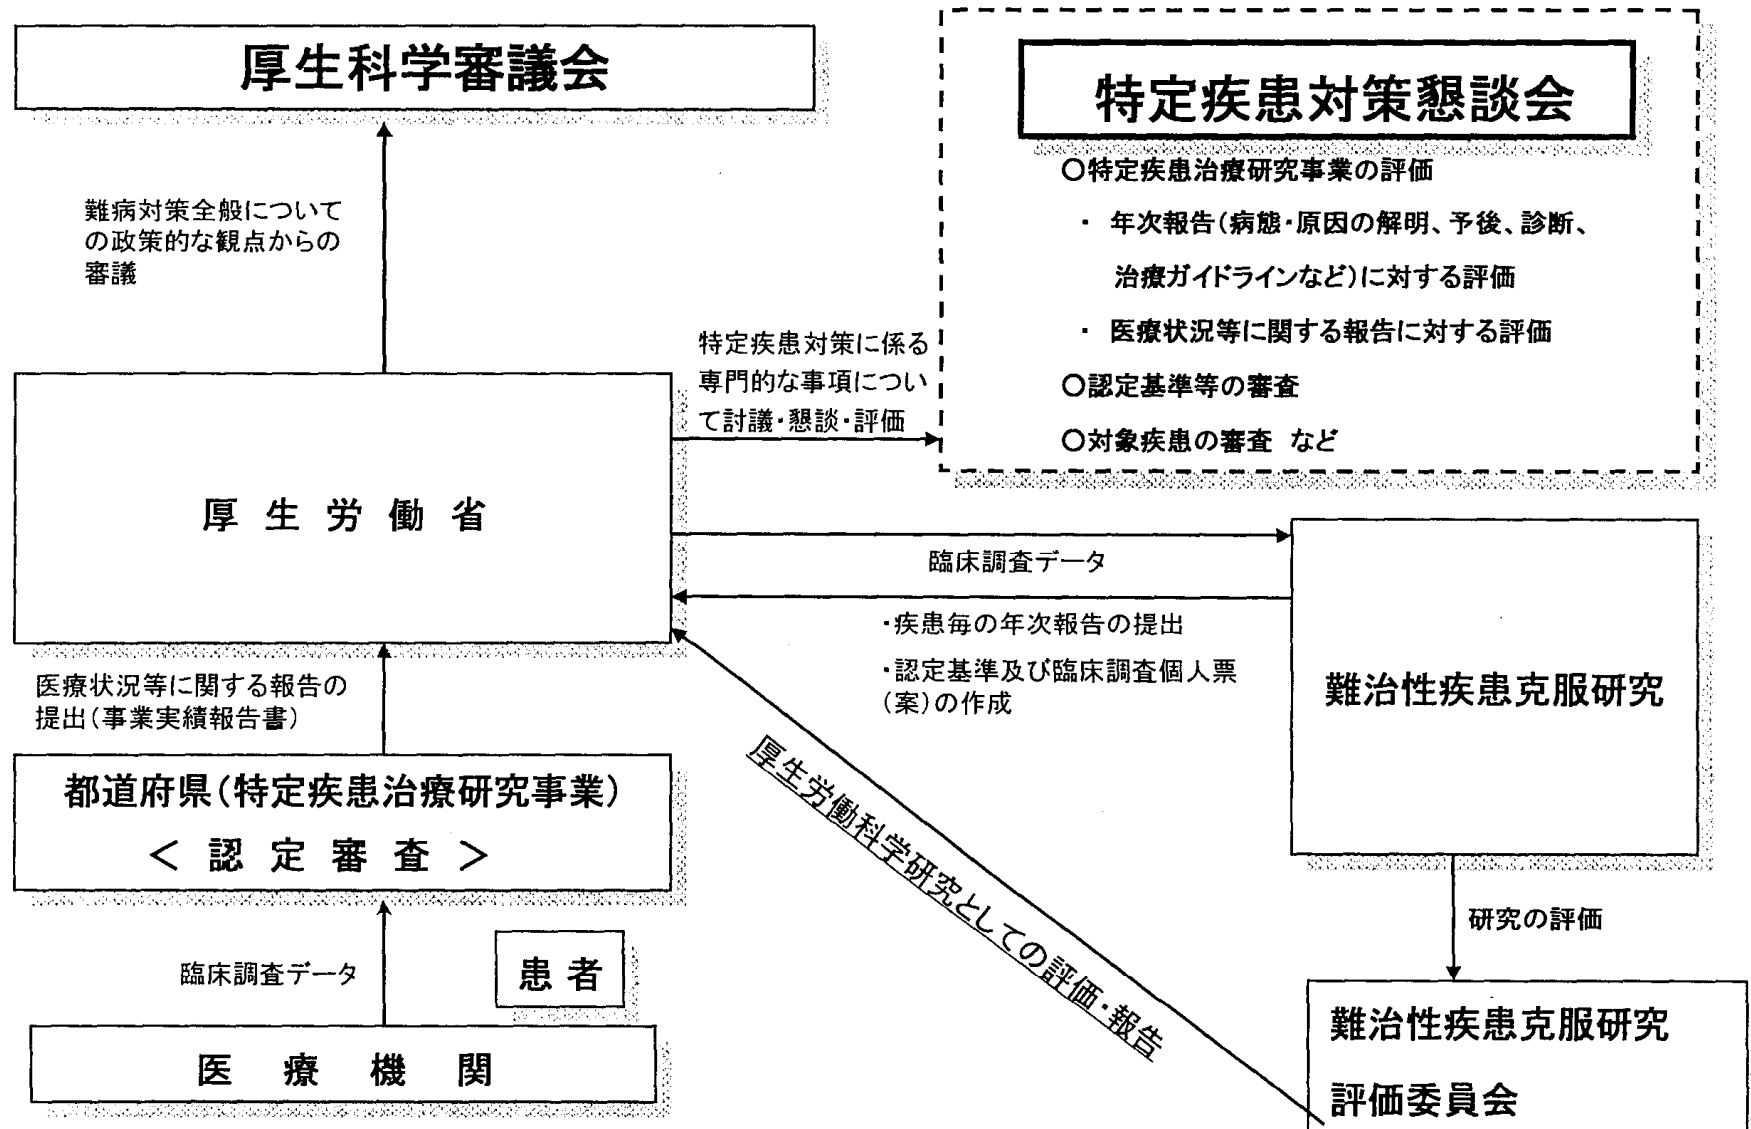 厚生科学審議会
特定疾患対策懇談会
○特定疾患治療研究事業の評価
・ 年次報告(病態・原因の解明、予後、診断、
治療ガイドラインなど)に対する評価
・ 医療状況等に関する報告に対する評価
○認定基準等の審査
○対象疾患の審査 など
難病対策全般について
の政策的な観点からの
審議
特定疾患対策に係る
専門的な事項につい
て討議・懇談・評価
厚生労働省
臨床調査データ
・疾患毎の年次報告の提出
・認定基準及び臨床調査個人票
(案)の作成
難治性疾患克服研究
医療状況等に関する報告の
提出(事業実績報告書)
都道府県(特定疾患治療研究事業)
＜認定審査＞
厚生労働科学研究としての評価・報告
研究の評価
臨床調査データ
患者
医療機関
難治性疾患克服研究
評価委員会